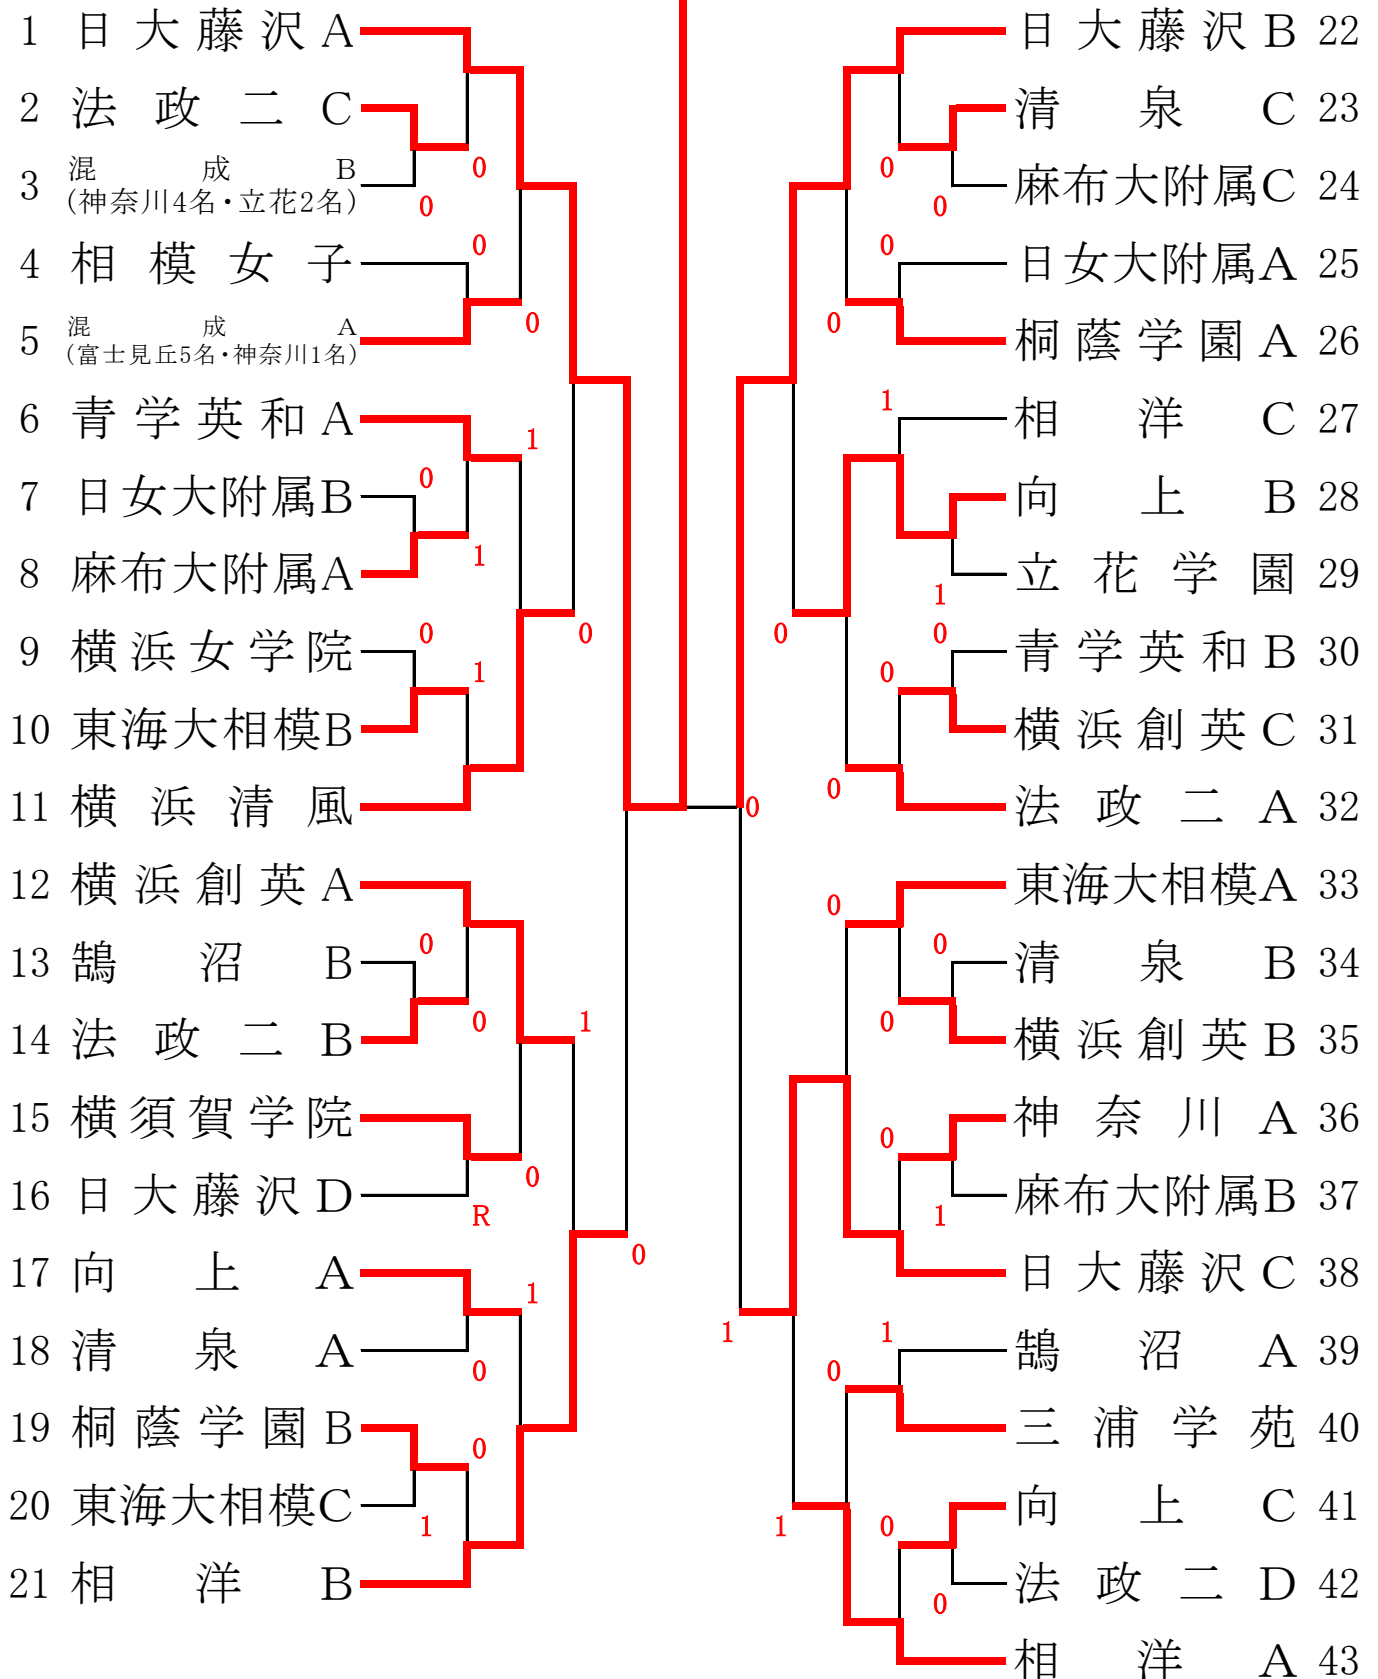 1 日大藤沢A
2 法政二C
3 混成B
(神奈川4名・立花2名)
4 相模女子
5 混成A
(富士見丘5名・神奈川1名)
6 青学英和A
7 日女大附属B
8 麻布大附属A
9 横浜女学院
10 東海大相模B
11 横浜清風
12 横浜創英A
13 鵠沼B
14 法政二B
15 横須賀学院
16 日大藤沢D
17 向上A
18 清泉A
19 桐蔭学園B
20 東海大相模C
21 相洋B
0
0
0
0
1
0
1
0
1
0
0
0
1
0
R
1
0
0
0
1
日大藤沢B 22
清泉C 23
麻布大附属C 24
日女大附属A 25
桐蔭学園A 26
相洋C 27
向上B 28
立花学園 29
青学英和B 30
横浜創英C 31
法政二A 32
東海大相模A 33
清泉B 34
横浜創英B 35
神奈川A 36
麻布大附属B 37
日大藤沢C 38
鵠沼A 39
三浦学苑 40
向上C 41
法政二D 42
相洋A 43
0
0
0
0
1
1
0
0
0
0
0
0
0
0
0
1
1
1
0
1
0
0